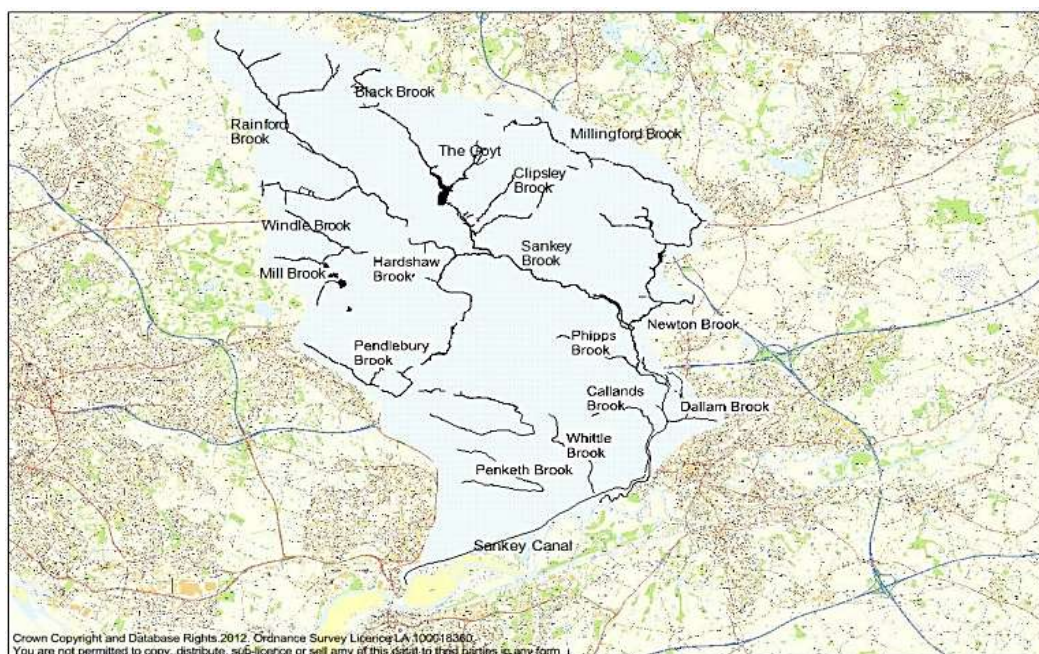 Black Brook
Rainford
Brook
Millingford Brook
The Goyt
Clipsley
Brook
Windle Brook
Sankey
Brook
Hardshaw
Brook
Mill Brook
Newton Brook
Phipps
Brook
Pendlebury
Brook
Callands
Brook
Dallam Brook
Whittle
Brook
Penketh Brook
Sankey Canal
Crown Copyright and Database Rights 2012. Ordnance Survey Licence LA 100018360.
You are not permitted to copy, distribute, sub-licence or sell any of this data to third parties in any form